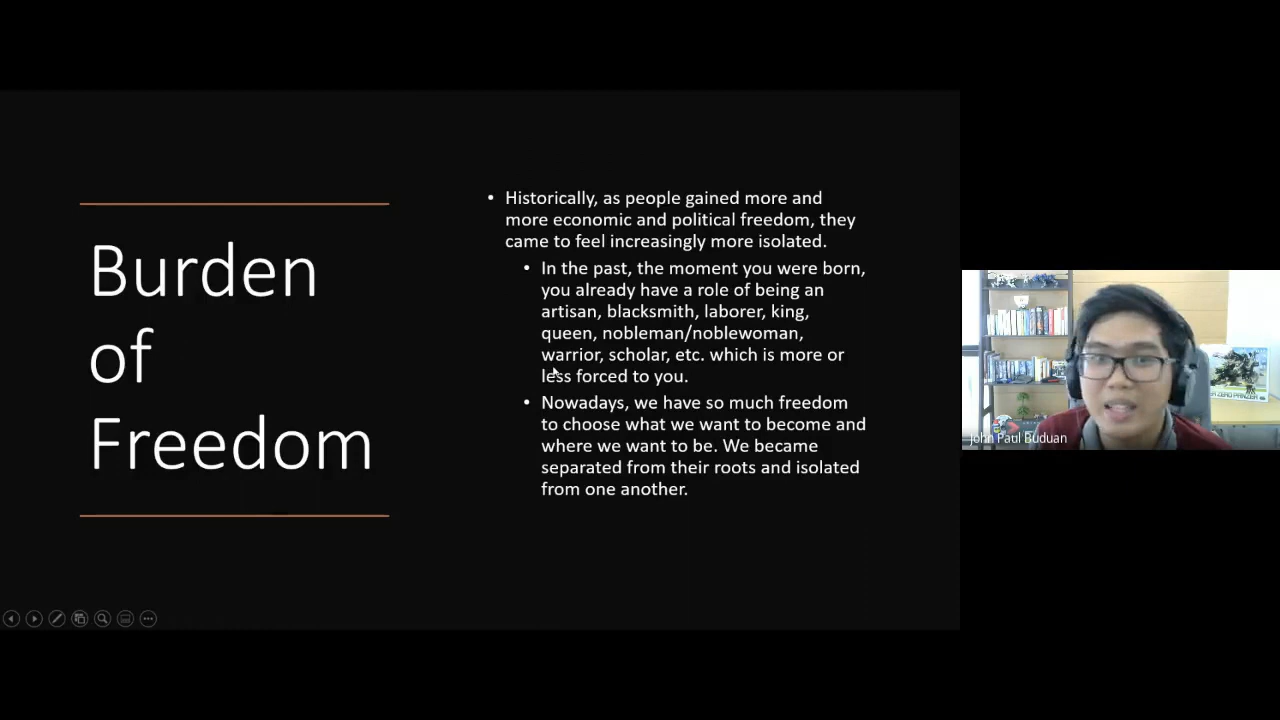 Burden
of
Freedom
• Historically, as people gained more and
more economic and political freedom, they
came to feel increasingly more isolated.
• In the past, the moment you were born,
you already have a role of being an
artisan, blacksmith, laborer, king,
queen, nobleman/noblewoman,
warrior, scholar, etc. which is more or
less forced to you.
• Nowadays, we have so much freedom
to choose what we want to become and
where we want to be. We became
separated from their roots and isolated
from one another.
John Paul Buduan